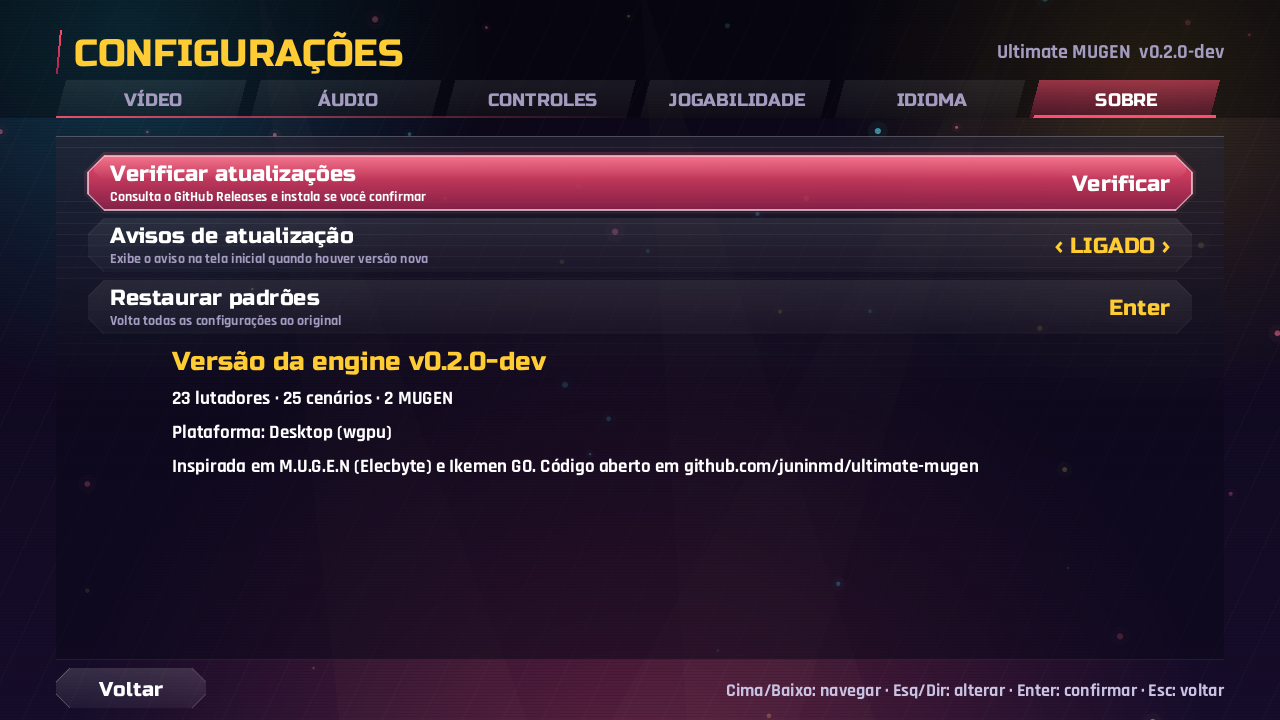 CONFIGURAÇÕES
Ultimate MUGEN v0.2.0-dev
VÍDEO
ÁUDIO
CONTROLES
JOGABILIDADE
IDIOMA
SOBRE
Verificar atualizações
Consulta o GitHub Releases e instala se você confirmar
Verificar
Avisos de atualização
Exibe o aviso na tela inicial quando houver versão nova
‹ LIGADO ›
Restaurar padrões
Volta todas as configurações ao original
Enter
Versão da engine v0.2.0-dev
23 lutadores · 25 cenários · 2 MUGEN
Plataforma: Desktop (wgpu)
Inspirada em M.U.G.E.N (Elecbyte) e Ikemen GO. Código aberto em github.com/juninmd/ultimate-mugen
Voltar
Cima/Baixo: navegar · Esq/Dir: alterar · Enter: confirmar · Esc: voltar